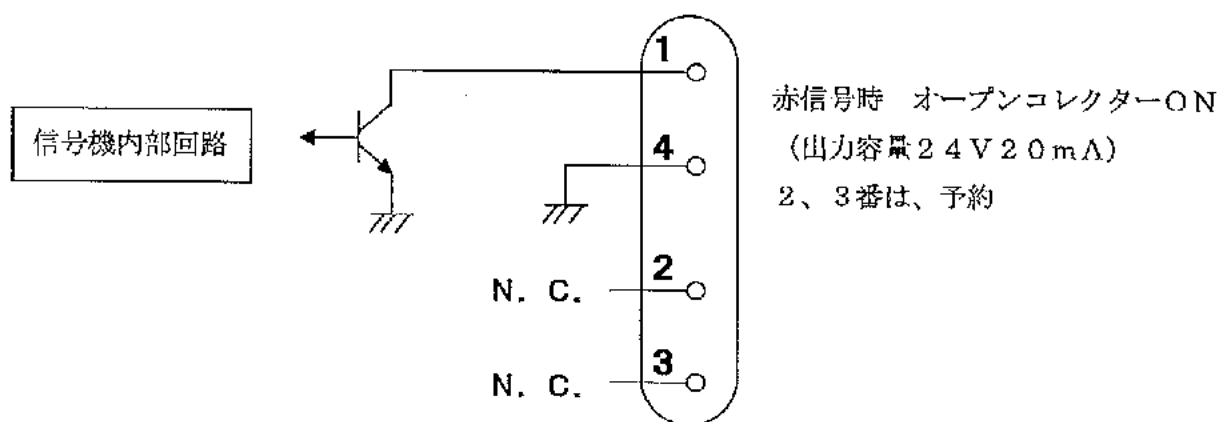 1
赤信号時 オープンコレクターON
信号機内部回路
4
(出力容量24V20mA)
2、3番は、予約
2
N. C.
3
N. C.